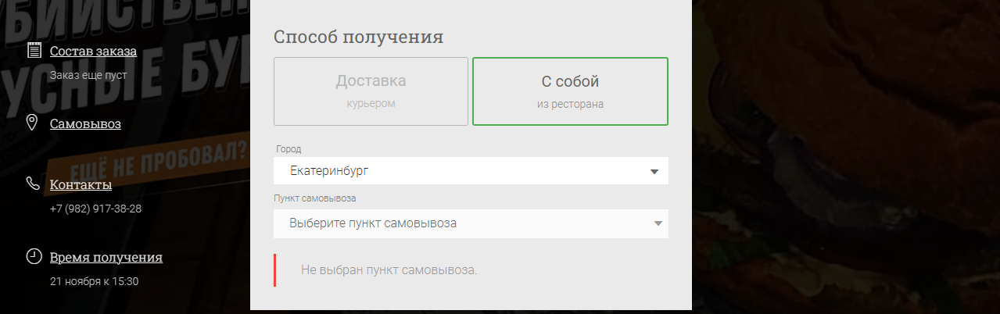 УСНЫЕ БУ
ЕЩЁ НЕ ПРОБОВАЛ?
Состав заказа
Заказ еще пуст
Самовывоз
Контакты
+7 (982) 917-38-28
Время получения
21 ноября к 15:30
Способ получения
Доставка
курьером
С собой
из ресторана
Город
Екатеринбург
Пункт самовывоза
Выберите пункт самовывоза
Не выбран пункт самовывоза.